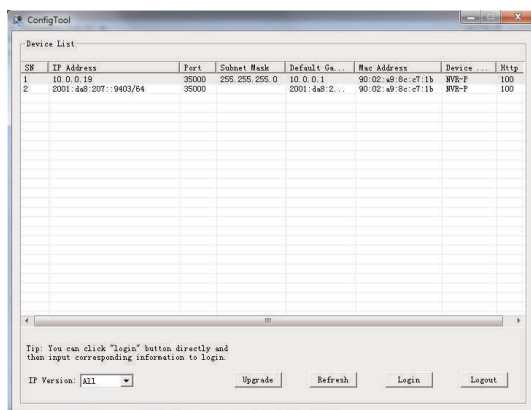 ConfigTool
Device List
SN IP Address Port Subnet Mask Default Ga... Mac Address Device ... Http
1 10.0.0.19 35000 255.255.255.0 10.0.0.1 90:02:a9:8c:c7:1b NVR-P 100
2 2001:da8:207::9403/64 35000 2001:da8:2... 90:02:a9:8c:c7:1b NVR-P 100
Tip: You can click "login" button directly and
then input corresponding information to login.
IP Version: All Upgrade Refresh Login Logout